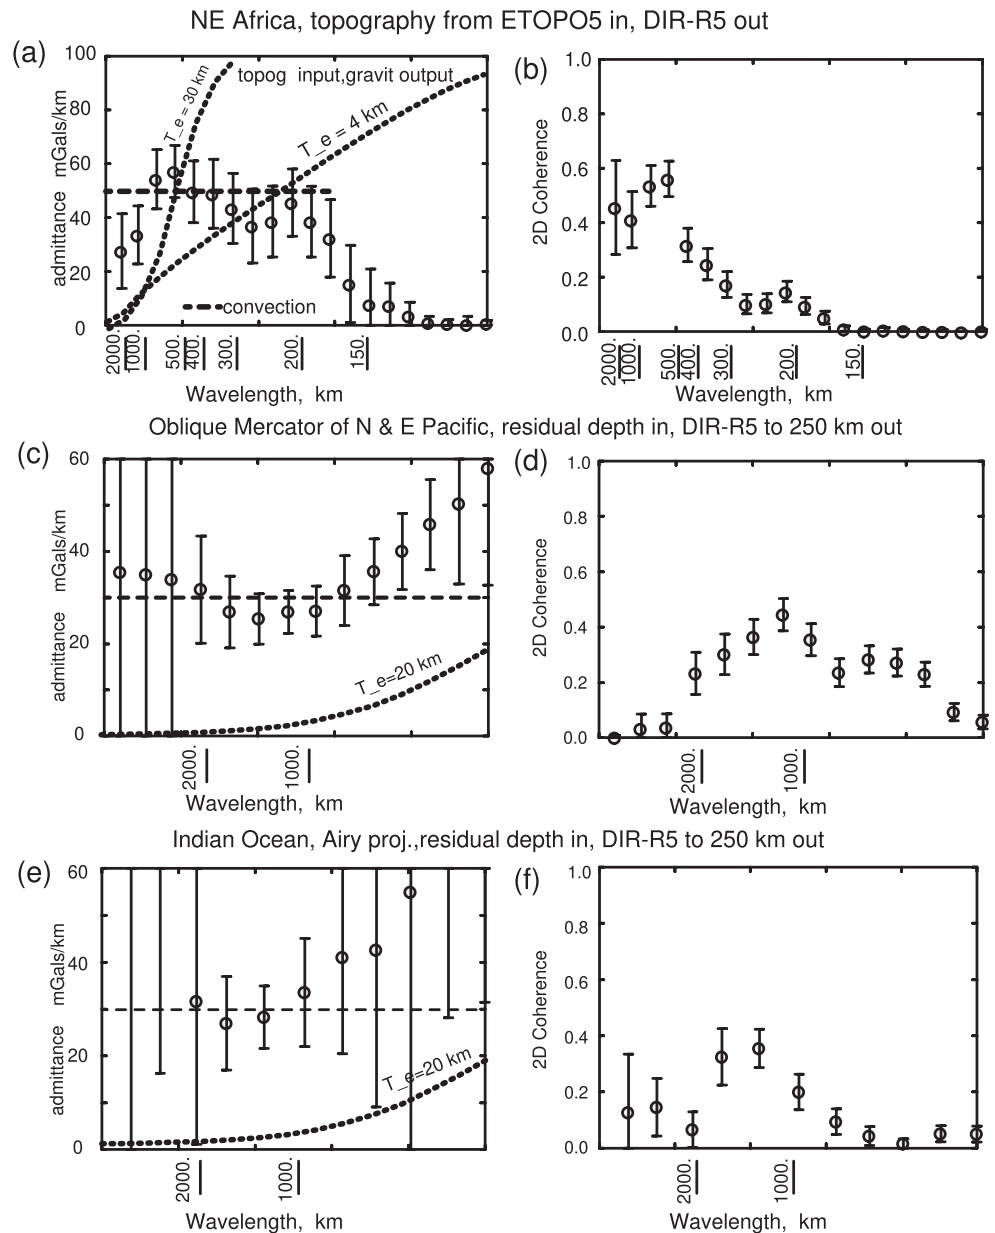 NE Africa, topography from ETOPO5 in, DIR-R5 out
(a)
admittance mGals/km
100
80
60
40
20
0
T_e = 30 km
topog input,gravit output
T_e = 4 km
convection
2000.
1000.
500.
400.
300.
200.
150.
Wavelength, km
(b)
2D Coherence
1.0
0.8
0.6
0.4
0.2
0.0
2000.
1000.
500.
400.
300.
200.
150.
Wavelength, km
Oblique Mercator of N & E Pacific, residual depth in, DIR-R5 to 250 km out
(c)
admittance mGals/km
60
40
20
0
T_e=20 km
2000.
1000.
Wavelength, km
(d)
2D Coherence
1.0
0.8
0.6
0.4
0.2
0.0
2000.
1000.
Wavelength, km
Indian Ocean, Airy proj.,residual depth in, DIR-R5 to 250 km out
(e)
admittance mGals/km
60
40
20
0
T_e=20 km
2000.
1000.
Wavelength, km
(f)
2D Coherence
1.0
0.8
0.6
0.4
0.2
0.0
2000.
1000.
Wavelength, km